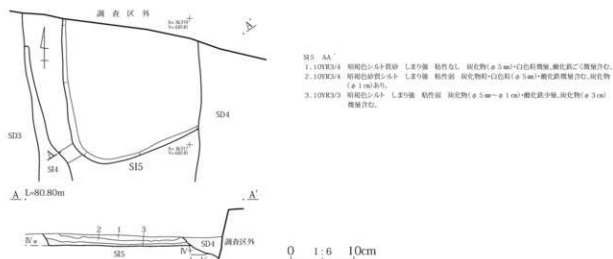 調査区外
A'
SD3
SI4
A
SI5
SD4
SI5 AA'
1.10YR3/4 暗褐色シルト質砂 しまり強 粘性なし 炭化物(φ5㎜)・白色粒微量、酸化鉄ごく微量含む。
2.10YR3/4 暗褐色砂質シルト しまり強 粘性弱 炭化物粒・白色粒(φ5㎜)・酸化鉄微量含む。炭化物
(φ1㎝)あり。
3.10YR3/3 暗褐色シルト しまり強 粘性弱 炭化物(φ5㎜~φ1㎝)・酸化鉄少量、炭化物(φ3㎝)
微量含む。
A L=80.80m A'
2 1 3
SI5
SD4
調査区外
0 1:6 10cm